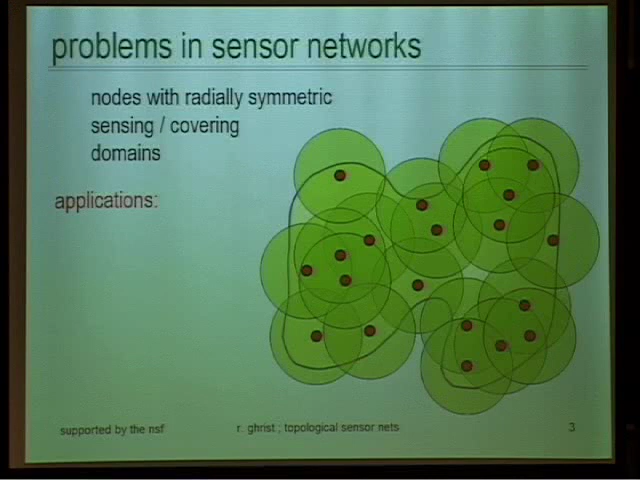 problems in sensor networks
nodes with radially symmetric
sensing / covering
domains
applications:
supported by the nsf
r. ghrist ; topological sensor nets
3